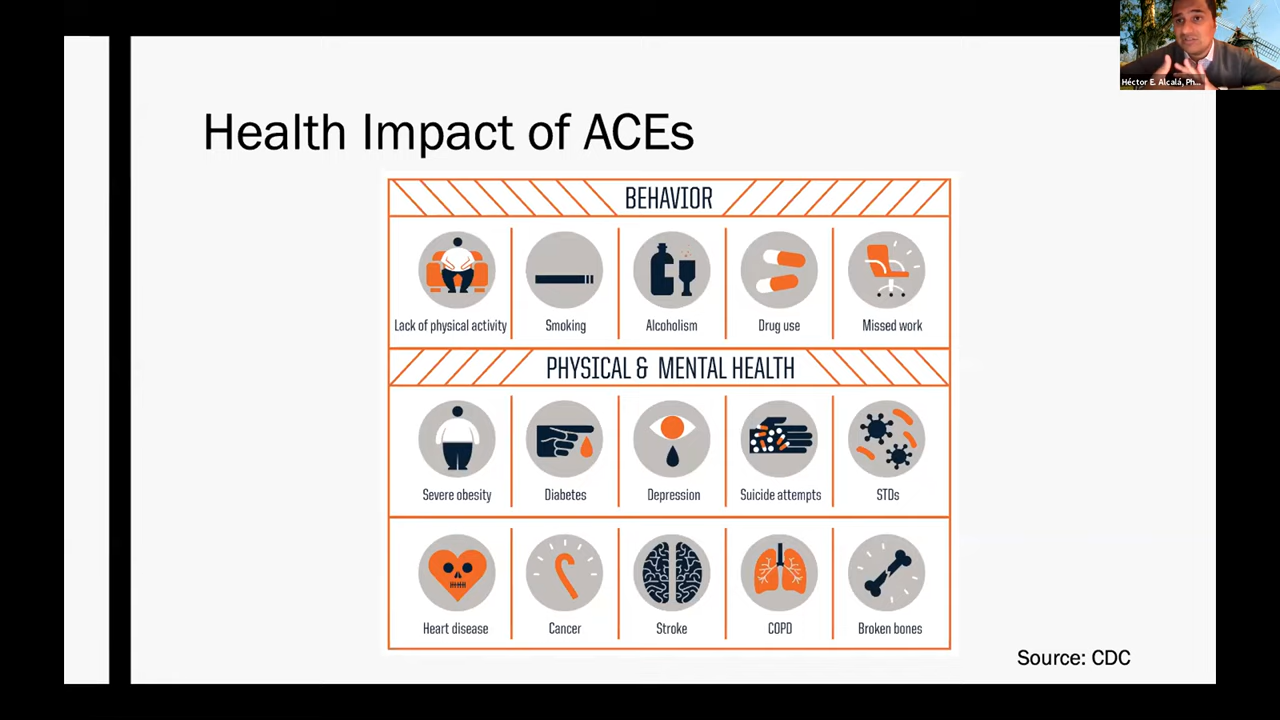 Héctor E. Alcalá, Ph...
Health Impact of ACEs
BEHAVIOR
Lack of physical activity
Smoking
Alcoholism
Drug use
Missed work
PHYSICAL & MENTAL HEALTH
Severe obesity
Diabetes
Depression
Suicide attempts
STDs
Heart disease
Cancer
Stroke
COPD
Broken bones
Source: CDC